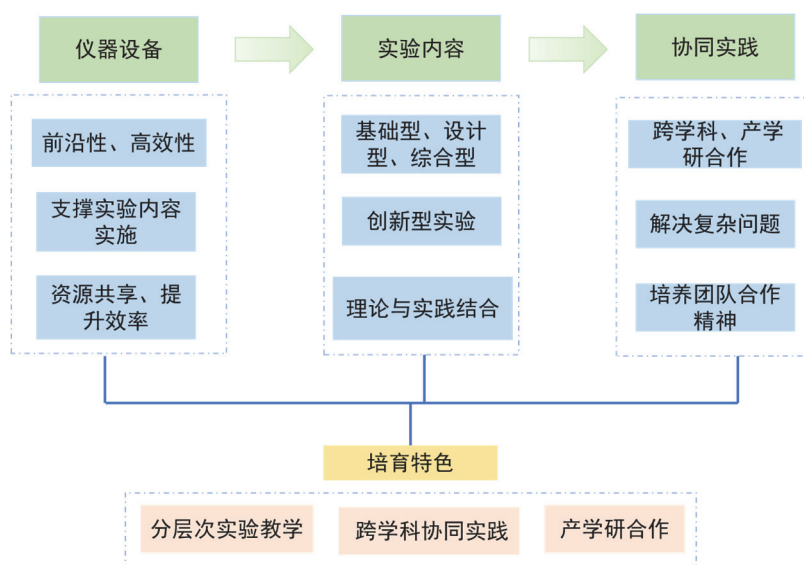 仪器设备
实验内容
协同实践
前沿性、高效性
支撑实验内容
实施
资源共享、提
升效率
基础型、设计
型、综合型
创新型实验
理论与实践结合
跨学科、产学
研合作
解决复杂问题
培养团队合作
精神
培育特色
分层次实验教学
跨学科协同实践
产学研合作